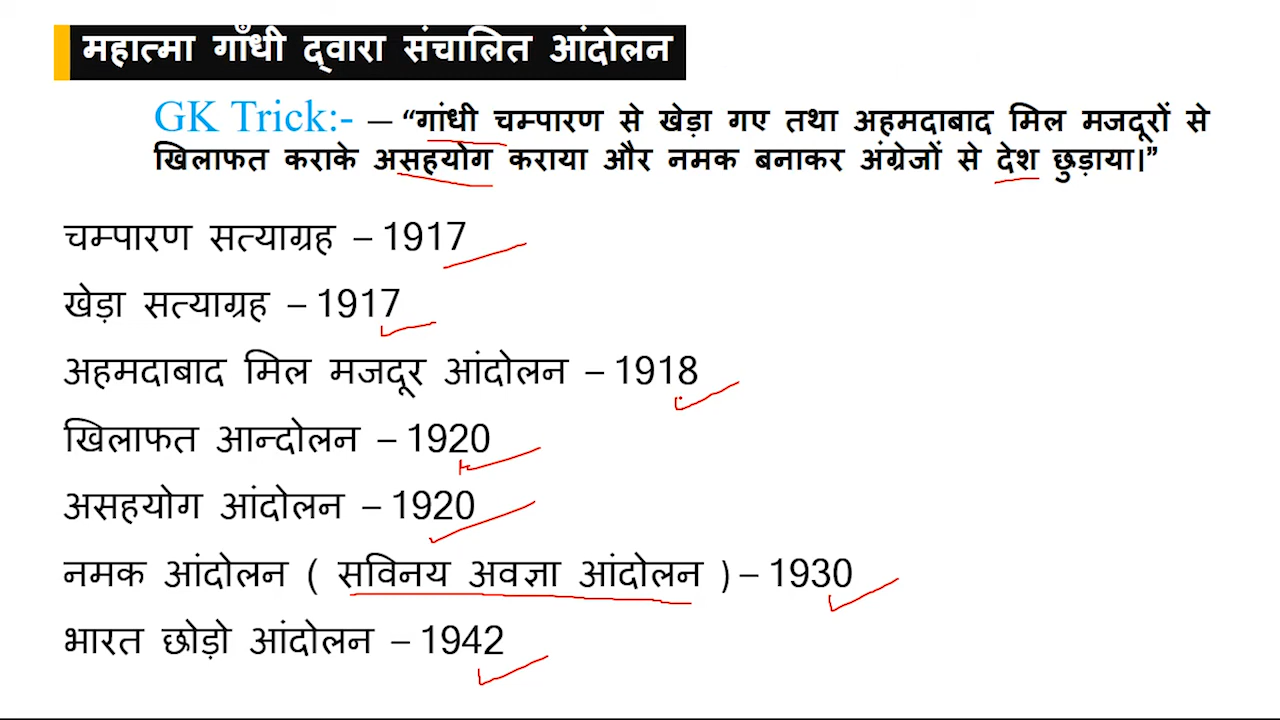 महात्मा गाँधी द्वारा संचालित आंदोलन
GK Trick:- – “गांधी चम्पारण से खेड़ा गए तथा अहमदाबाद मिल मजदूरों से
खिलाफत कराके असहयोग कराया और नमक बनाकर अंग्रेजों से देश छुड़ाया।”
चम्पारण सत्याग्रह – 1917
खेड़ा सत्याग्रह – 1917
अहमदाबाद मिल मजदूर आंदोलन – 1918
खिलाफत आन्दोलन – 1920
असहयोग आंदोलन – 1920
नमक आंदोलन ( सविनय अवज्ञा आंदोलन ) – 1930
भारत छोड़ो आंदोलन – 1942